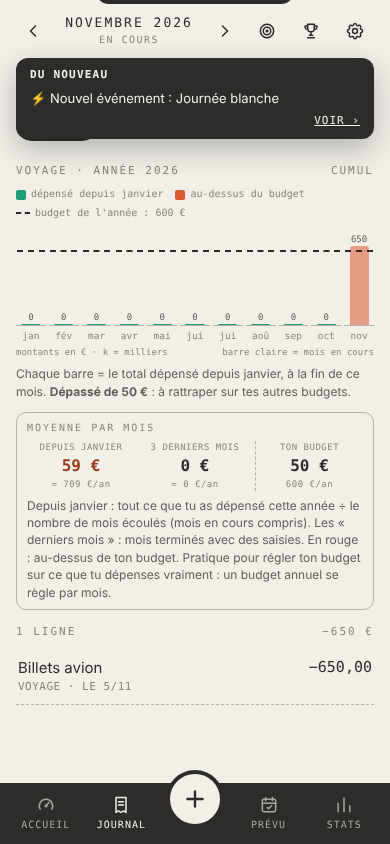 NOVEMBRE 2026
EN COURS
DU NOUVEAU
⚡ Nouvel événement : Journée blanche
VOIR ›
VOYAGE · ANNÉE 2026 CUMUL
dépensé depuis janvier au-dessus du budget
budget de l'année : 600 €
650
0 0 0 0 0 0 0 0 0 0
jan fév mar avr mai jui jui aoû sep oct nov
montants en € · k = milliers barre claire = mois en cours
Chaque barre = le total dépensé depuis janvier, à la fin de ce
mois. Dépassé de 50 € : à rattraper sur tes autres budgets.
MOYENNE PAR MOIS
DEPUIS JANVIER 3 DERNIERS MOIS TON BUDGET
59 € 0 € 50 €
≈ 709 €/an ≈ 0 €/an 600 €/an
Depuis janvier : tout ce que tu as dépensé cette année ÷ le
nombre de mois écoulés (mois en cours compris). Les «
derniers mois » : mois terminés avec des saisies. En rouge
: au-dessus de ton budget. Pratique pour régler ton budget
sur ce que tu dépenses vraiment : un budget annuel se
règle par mois.
1 LIGNE −650 €
Billets avion −650,00
VOYAGE · LE 5/11
ACCUEIL JOURNAL PRÉVU STATS